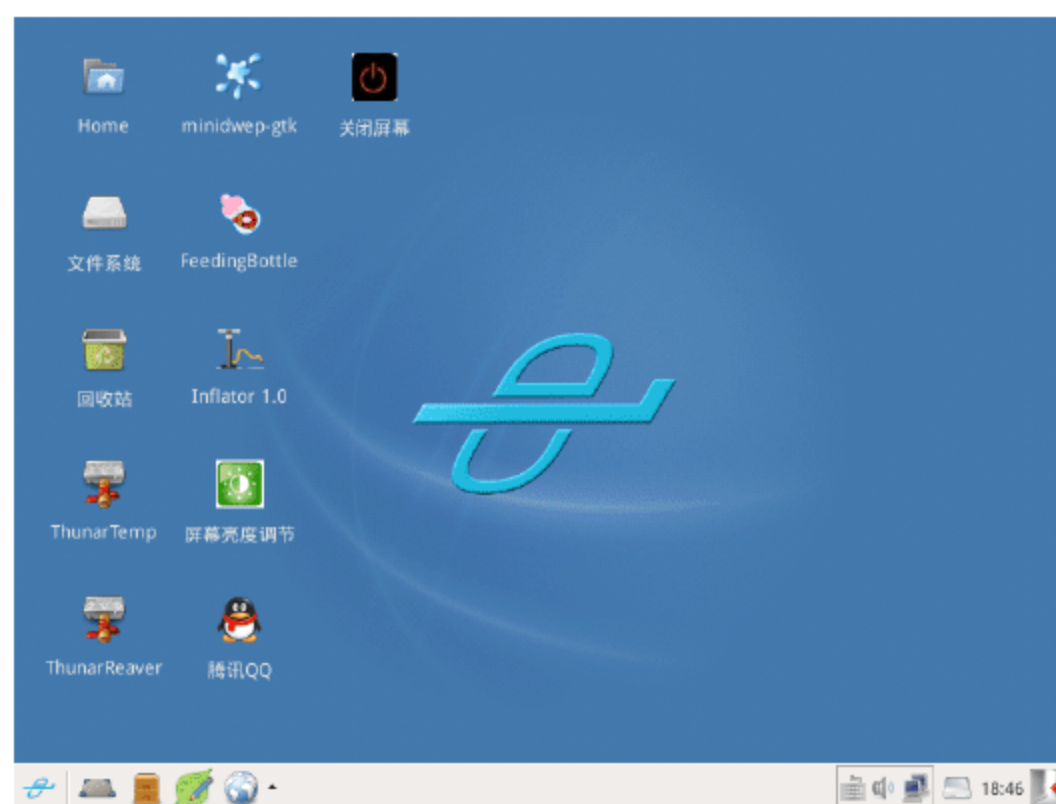 Home
minidwep-gtk
关闭屏幕
文件系统
FeedingBottle
回收站
Inflator 1.0
ThunarTemp
屏幕亮度调节
ThunarReaver
腾讯QQ
18:46